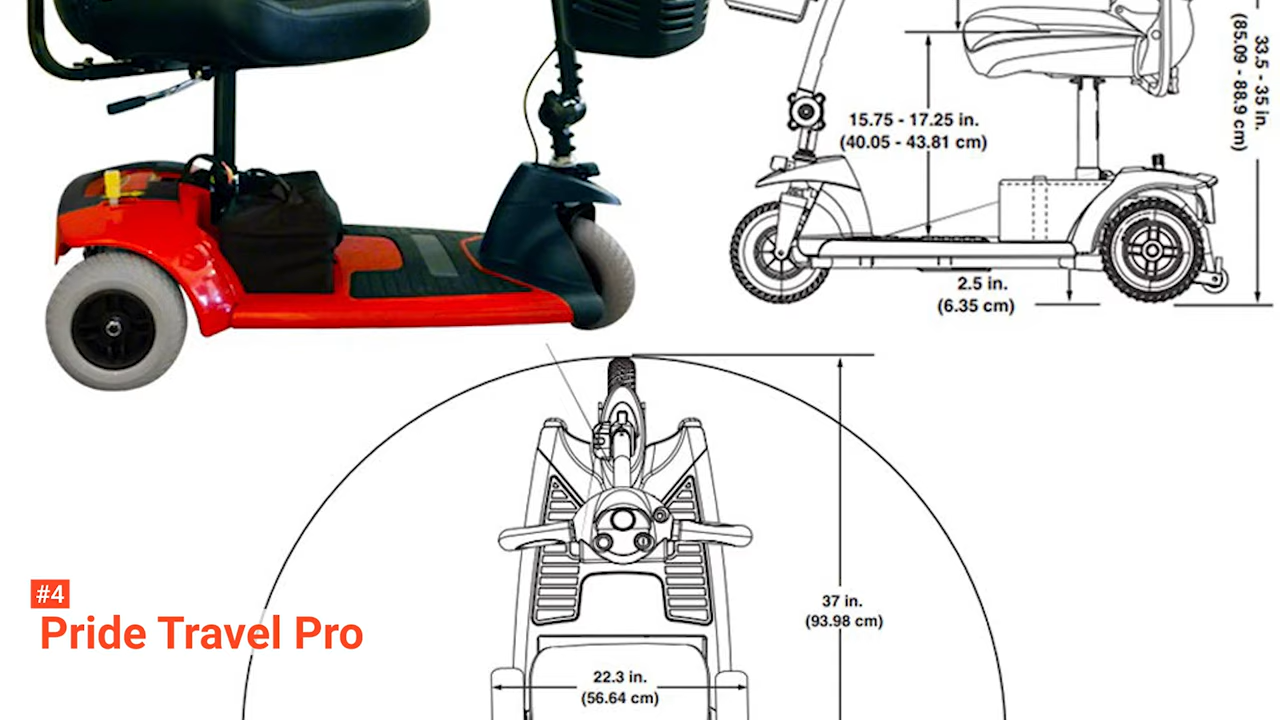 15.75 - 17.25 in.
(40.05 - 43.81 cm)
33.5 - 35 in.
(85.09 - 88.9 cm)
2.5 in.
(6.35 cm)
37 in.
(93.98 cm)
#4
Pride Travel Pro
22.3 in.
(56.64 cm)